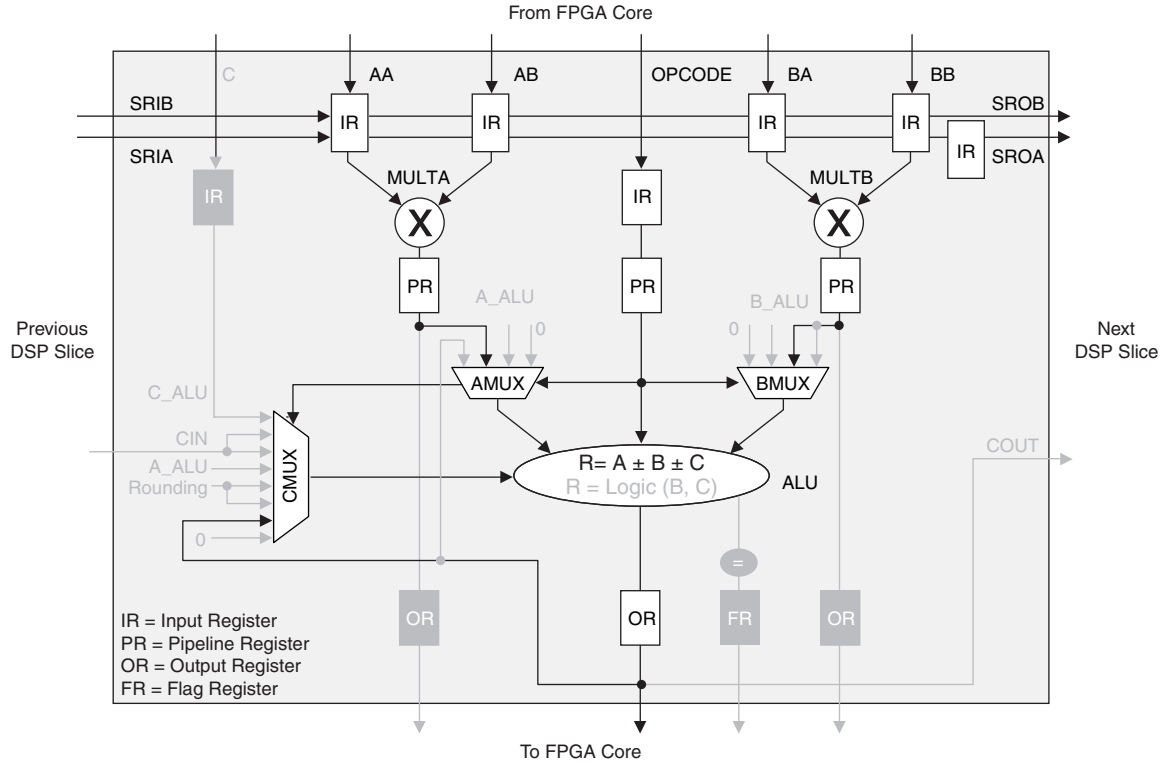 From FPGA Core
C
AA
AB
OPCODE
BA
BB
SRIB
SROB
IR
IR
IR
IR
IR
SRIA
SROA
MULTA
MULTB
IR
IR
X
X
PR
PR
PR
A_ALU
B_ALU
0
0
Previous
DSP Slice
Next
DSP Slice
AMUX
BMUX
C_ALU
CIN
A_ALU
Rounding
0
CMUX
R= A ± B ± C
R = Logic (B, C)
ALU
COUT
=
OR
OR
FR
OR
IR = Input Register
PR = Pipeline Register
OR = Output Register
FR = Flag Register
To FPGA Core